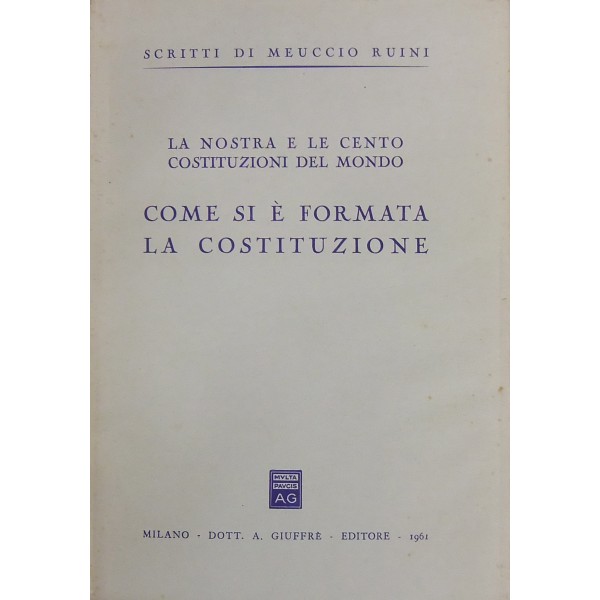 SCRITTI DI MEUCCIO RUINI
LA NOSTRA E LE CENTO
COSTITUZIONI DEL MONDO
COME SI È FORMATA
LA COSTITUZIONE
MVLTA
PAVCIS
AG
MILANO - DOTT. A. GIUFFRÈ - EDITORE - 1961